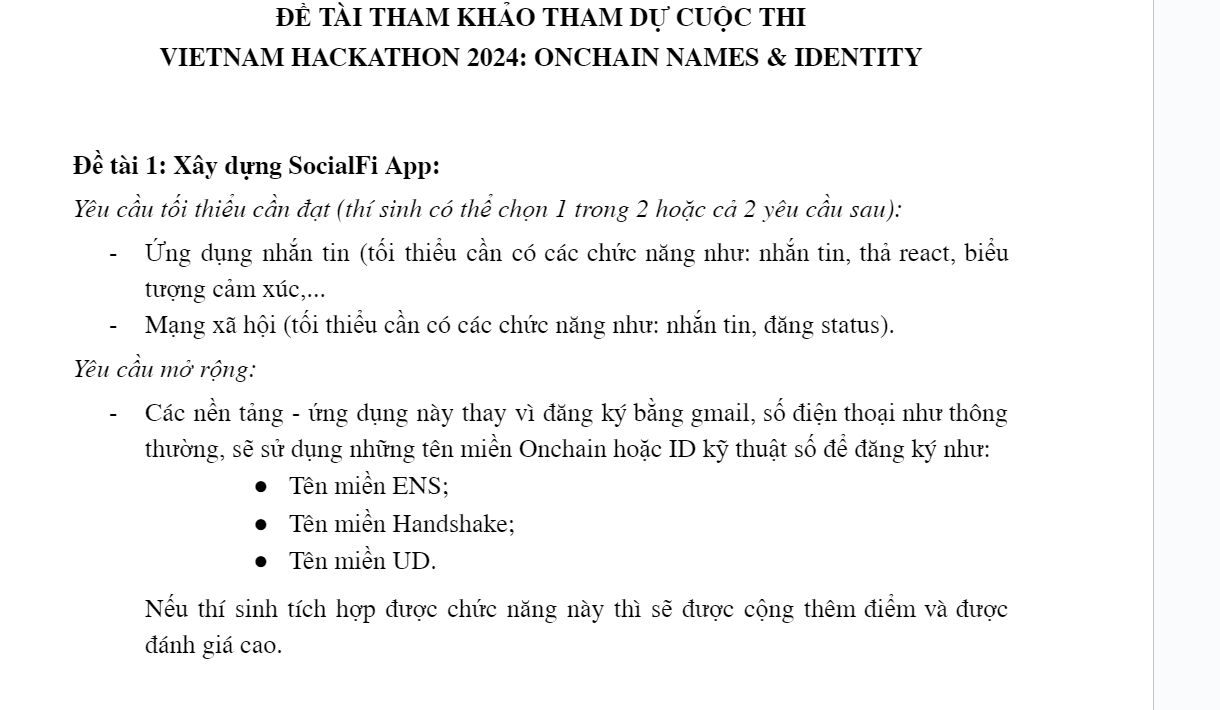 ĐỀ TÀI THAM KHẢO THAM DỰ CUỘC THI
VIETNAM HACKATHON 2024: ONCHAIN NAMES & IDENTITY
Đề tài 1: Xây dựng SocialFi App:
Yêu cầu tối thiểu cần đạt (thí sinh có thể chọn 1 trong 2 hoặc cả 2 yêu cầu sau):
- Ứng dụng nhắn tin (tối thiểu cần có các chức năng như: nhắn tin, thả react, biểu
tượng cảm xúc,...
- Mạng xã hội (tối thiểu cần có các chức năng như: nhắn tin, đăng status).
Yêu cầu mở rộng:
- Các nền tảng - ứng dụng này thay vì đăng ký bằng gmail, số điện thoại như thông
thường, sẽ sử dụng những tên miền Onchain hoặc ID kỹ thuật số để đăng ký như:
● Tên miền ENS;
● Tên miền Handshake;
● Tên miền UD.
Nếu thí sinh tích hợp được chức năng này thì sẽ được cộng thêm điểm và được
đánh giá cao.